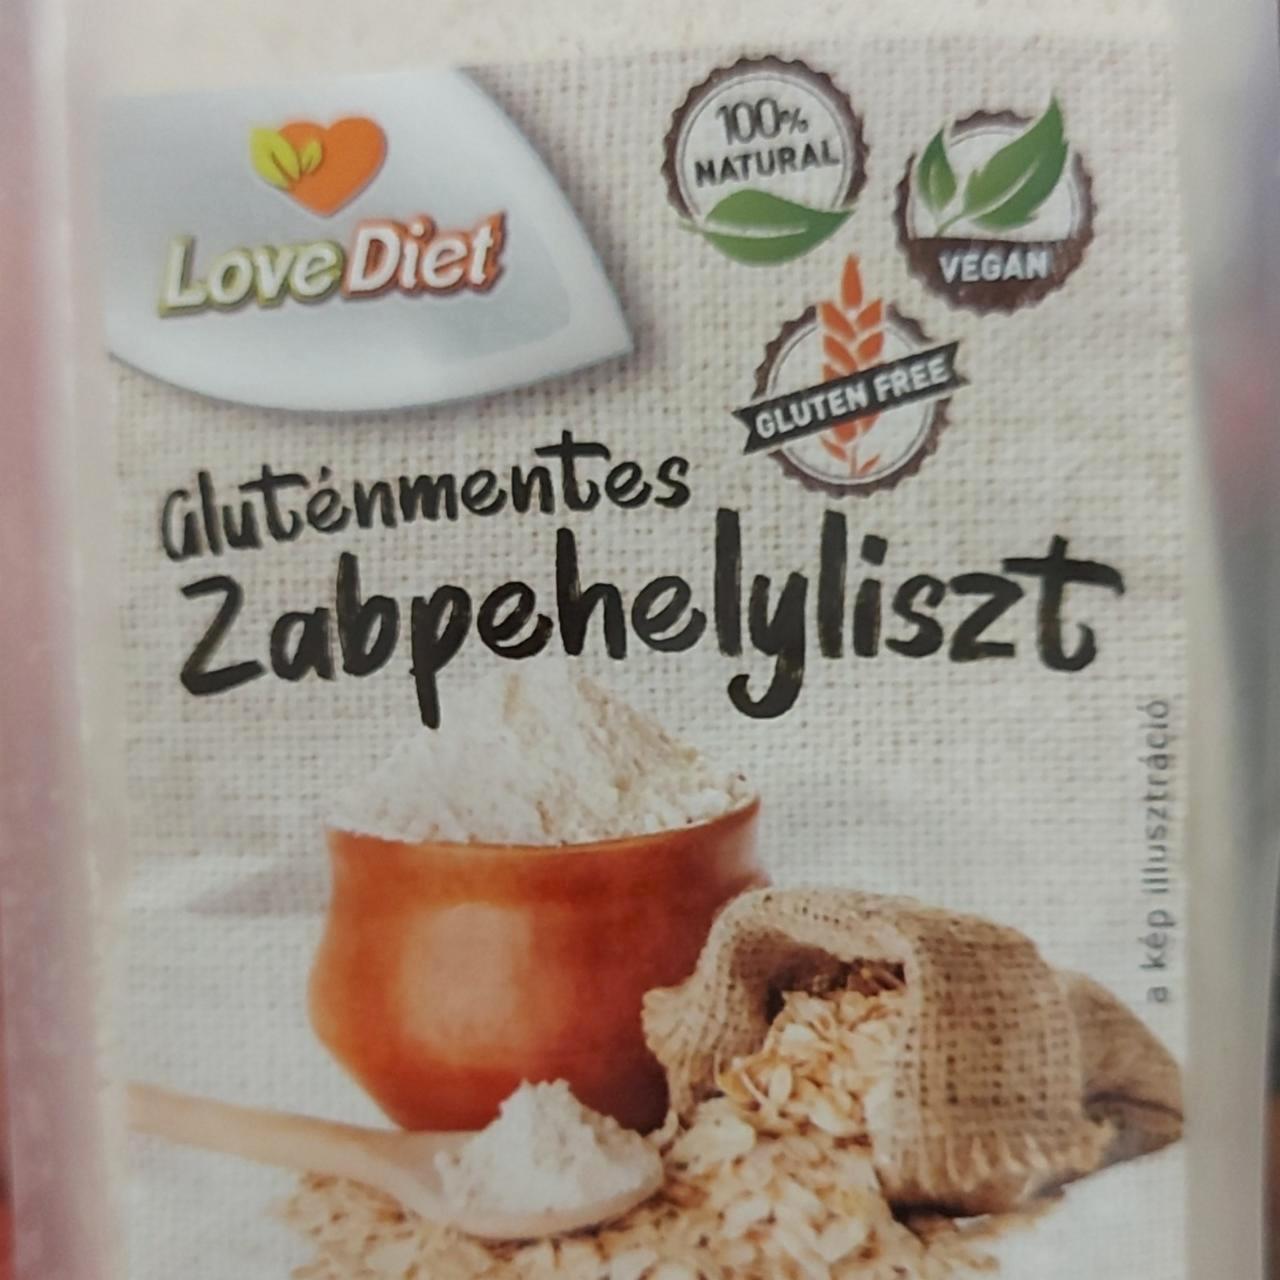 LoveDiet
100%
NATURAL
VEGAN
GLUTEN FREE
Gluténmentes
Zabpehelyliszt
a kép illusztráció